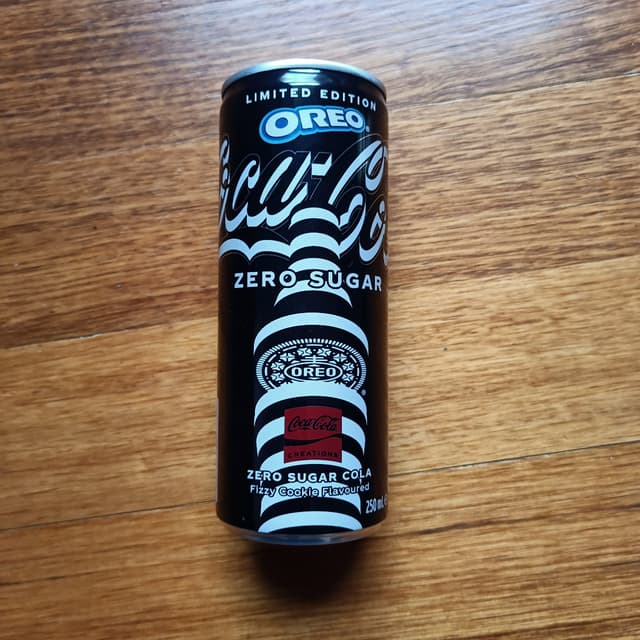 LIMITED EDITION
OREO
Coca-Cola
ZERO SUGAR
OREO
Coca-Cola
CREATIONS
ZERO SUGAR COLA
Fizzy Cookie Flavoured
250 mL